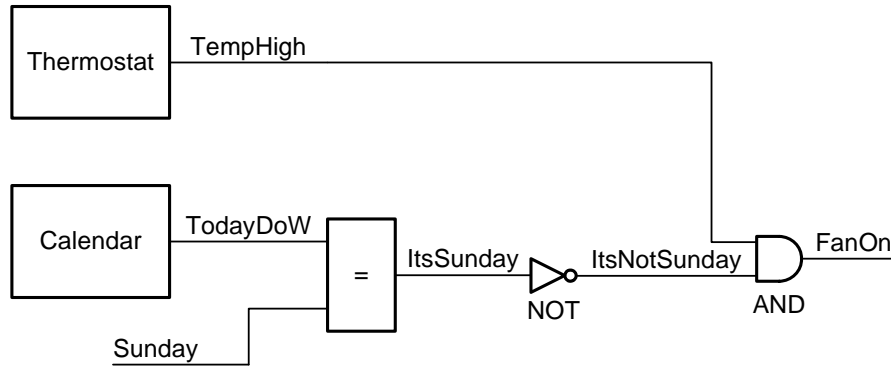 Thermostat
TempHigh
Calendar
TodayDoW
=
ItsSunday
NOT
ItsNotSunday
AND
FanOn
Sunday